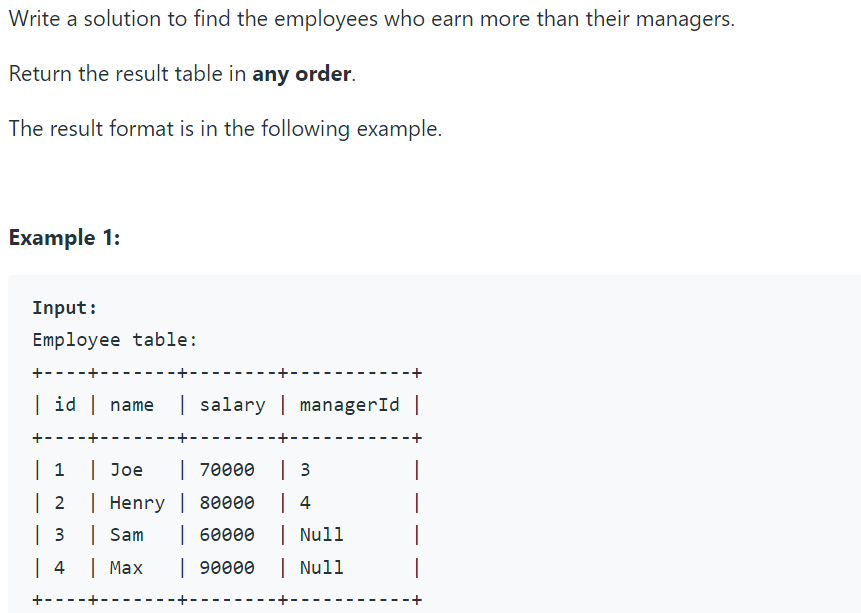 Write a solution to find the employees who earn more than their managers.
Return the result table in any order.
The result format is in the following example.
Example 1:
Input:
Employee table:
+----+-------+--------+-----------+
| id | name  | salary | managerId |
+----+-------+--------+-----------+
| 1  | Joe   | 70000  | 3         |
| 2  | Henry | 80000  | 4         |
| 3  | Sam   | 60000  | Null      |
| 4  | Max   | 90000  | Null      |
+----+-------+--------+-----------+